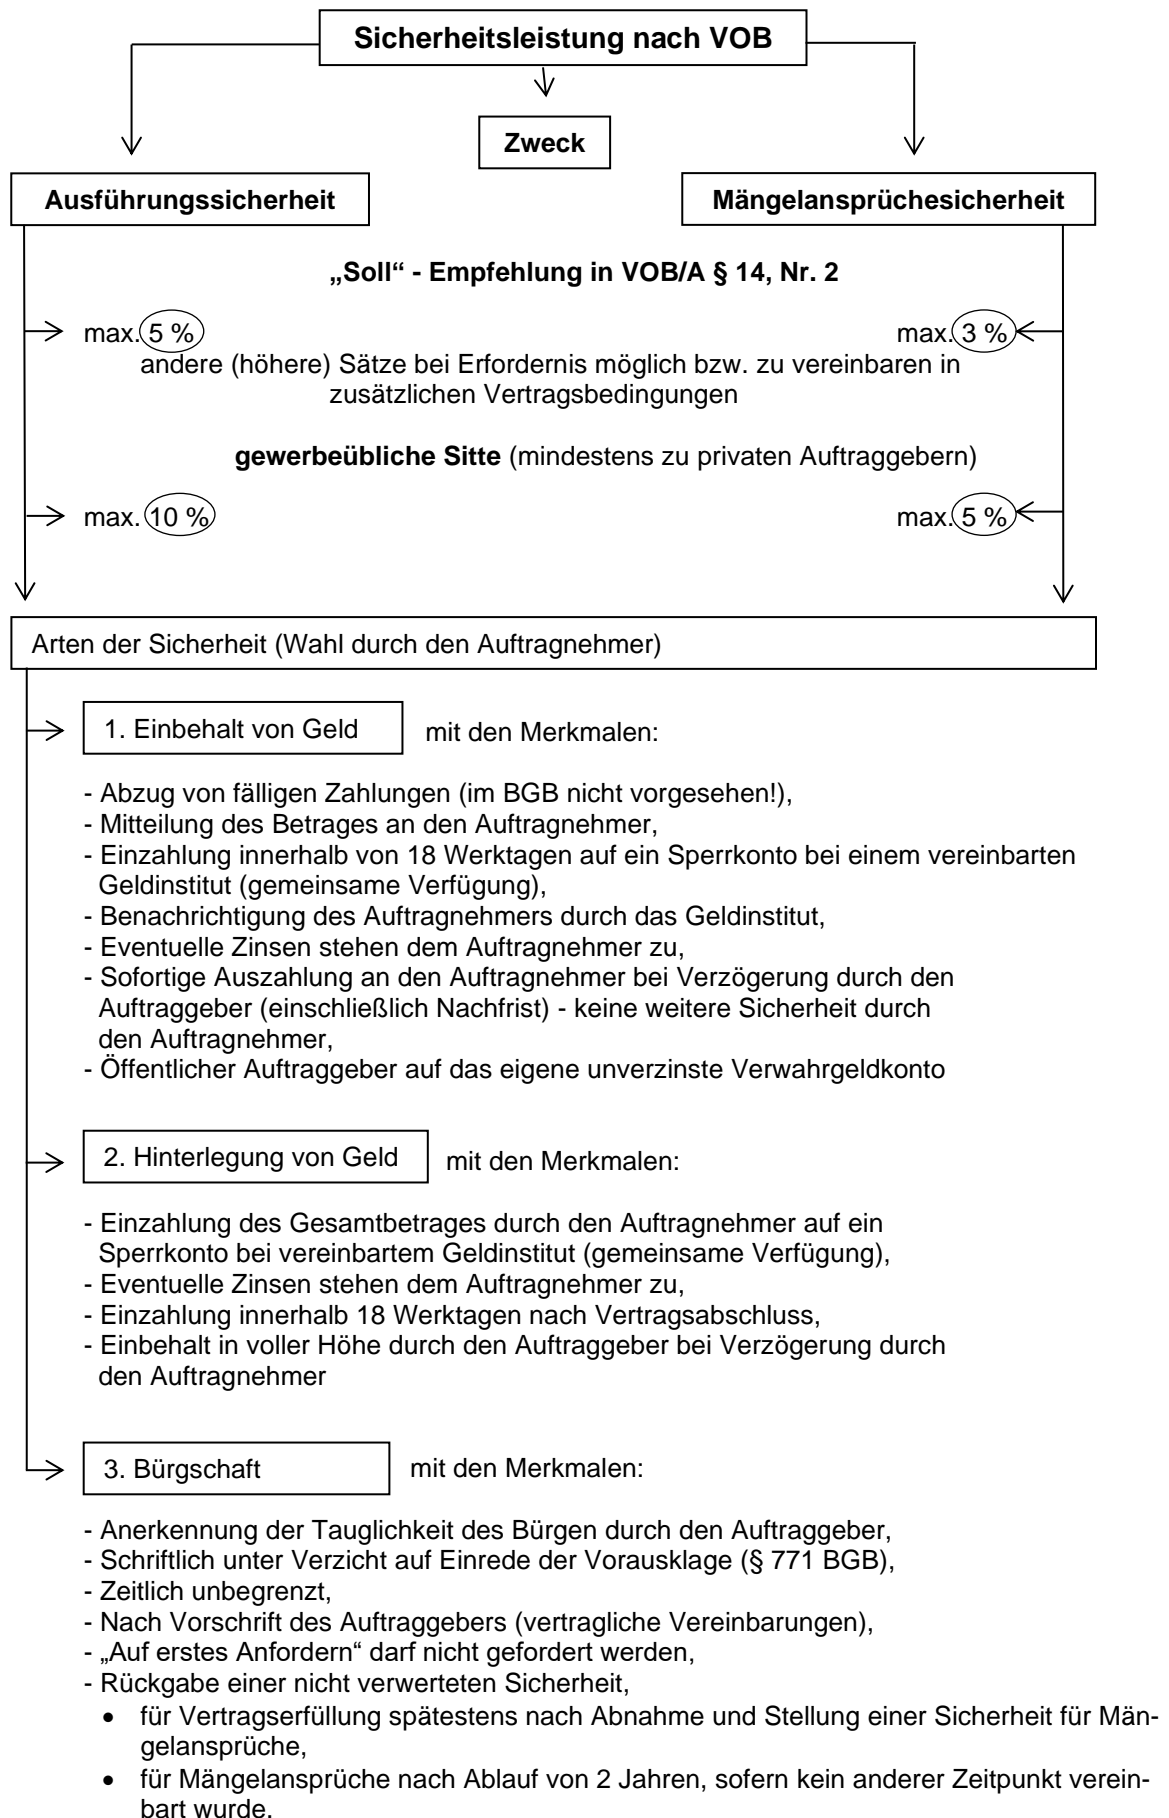 Sicherheitsleistung nach VOB
Zweck
Ausführungssicherheit
Mängelansprüchesicherheit
„Soll“ - Empfehlung in VOB/A § 14, Nr. 2
max. 5 %
max. 3 %
andere (höhere) Sätze bei Erfordernis möglich bzw. zu vereinbaren in
zusätzlichen Vertragsbedingungen
gewerbeübliche Sitte (mindestens zu privaten Auftraggebern)
max. 10 %
max. 5 %
Arten der Sicherheit (Wahl durch den Auftragnehmer)
1. Einbehalt von Geld mit den Merkmalen:
- Abzug von fälligen Zahlungen (im BGB nicht vorgesehen!),
- Mitteilung des Betrages an den Auftragnehmer,
- Einzahlung innerhalb von 18 Werktagen auf ein Sperrkonto bei einem vereinbarten
Geldinstitut (gemeinsame Verfügung),
- Benachrichtigung des Auftragnehmers durch das Geldinstitut,
- Eventuelle Zinsen stehen dem Auftragnehmer zu,
- Sofortige Auszahlung an den Auftragnehmer bei Verzögerung durch den
Auftraggeber (einschließlich Nachfrist) - keine weitere Sicherheit durch
den Auftragnehmer,
- Öffentlicher Auftraggeber auf das eigene unverzinste Verwahrgeldkonto
2. Hinterlegung von Geld mit den Merkmalen:
- Einzahlung des Gesamtbetrages durch den Auftragnehmer auf ein
Sperrkonto bei vereinbartem Geldinstitut (gemeinsame Verfügung),
- Eventuelle Zinsen stehen dem Auftragnehmer zu,
- Einzahlung innerhalb 18 Werktagen nach Vertragsabschluss,
- Einbehalt in voller Höhe durch den Auftraggeber bei Verzögerung durch
den Auftragnehmer
3. Bürgschaft mit den Merkmalen:
- Anerkennung der Tauglichkeit des Bürgen durch den Auftraggeber,
- Schriftlich unter Verzicht auf Einrede der Vorausklage (§ 771 BGB),
- Zeitlich unbegrenzt,
- Nach Vorschrift des Auftraggebers (vertragliche Vereinbarungen),
- „Auf erstes Anfordern“ darf nicht gefordert werden,
- Rückgabe einer nicht verwerteten Sicherheit,
• für Vertragserfüllung spätestens nach Abnahme und Stellung einer Sicherheit für Män-
gelansprüche,
• für Mängelansprüche nach Ablauf von 2 Jahren, sofern kein anderer Zeitpunkt verein-
bart wurde.